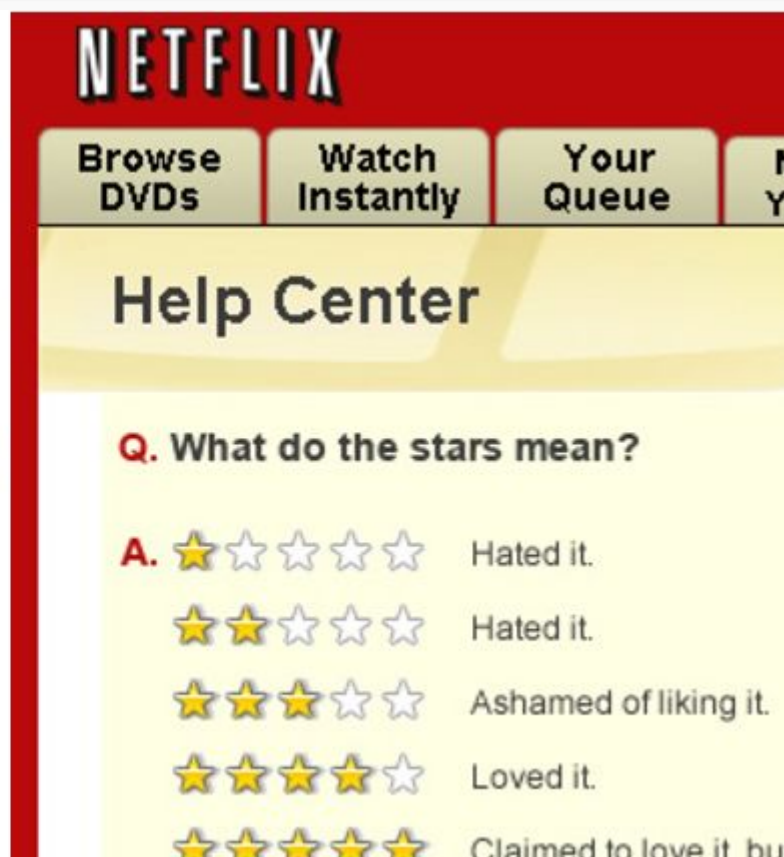 NETFLIX
Browse
DVDs
Watch
Instantly
Your
Queue
Help Center
Q. What do the stars mean?
A. Hated it.
Hated it.
Ashamed of liking it.
Loved it.
Claimed to love it, bu